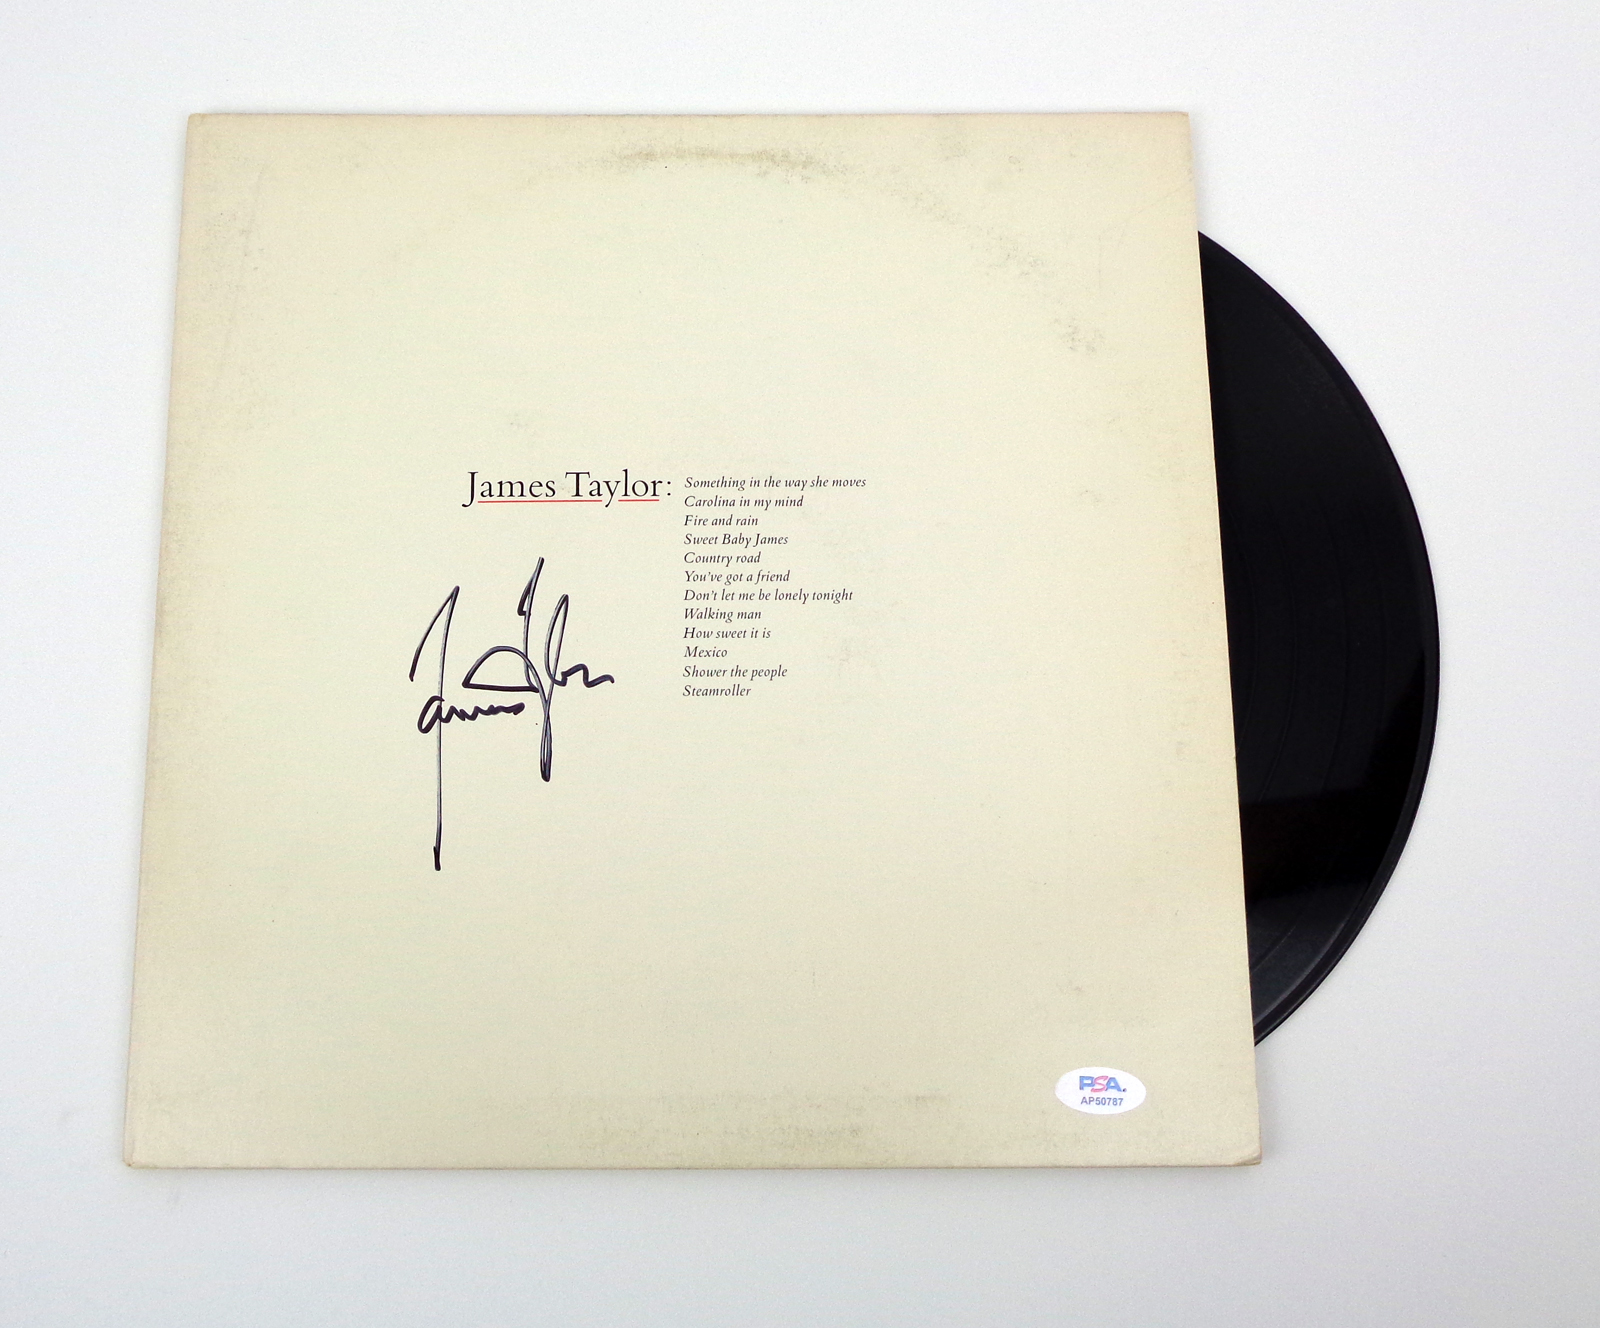 James Taylor:
Something in the way she moves
Carolina in my mind
Fire and rain
Sweet Baby James
Country road
You've got a friend
Don't let me be lonely tonight
Walking man
How sweet it is
Mexico
Shower the people
Steamroller
James Taylor
PSA.
AP50787